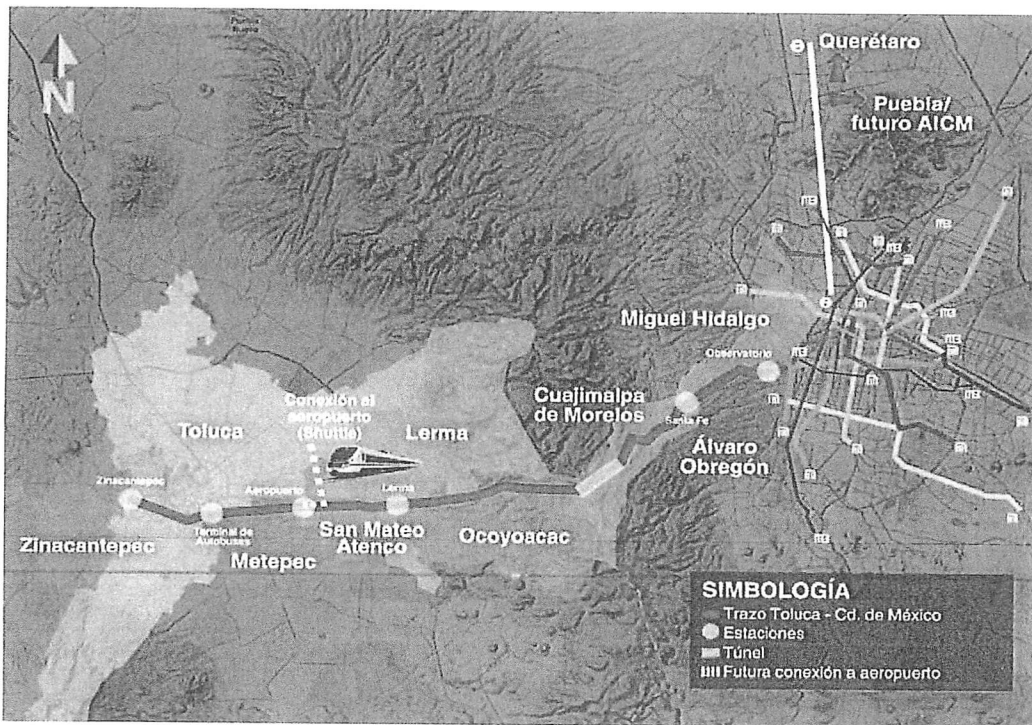 N
Querétaro
Puebla/
futuro AICM
Miguel Hidalgo
Observatorio
Cuajimalpa
de Morelos
Santa Fe
Álvaro
Obregón
Conexión al
aeropuerto
(Shuttle)
Toluca
Lerma
Zinacantepec
Aeropuerto
Lerma
Terminal de
Autobuses
San Mateo
Atenco
Ocoyoacac
Zinacantepec
Metepec
SIMBOLOGÍA
Trazo Toluca - Cd. de México
Estaciones
Túnel
Futura conexión a aeropuerto